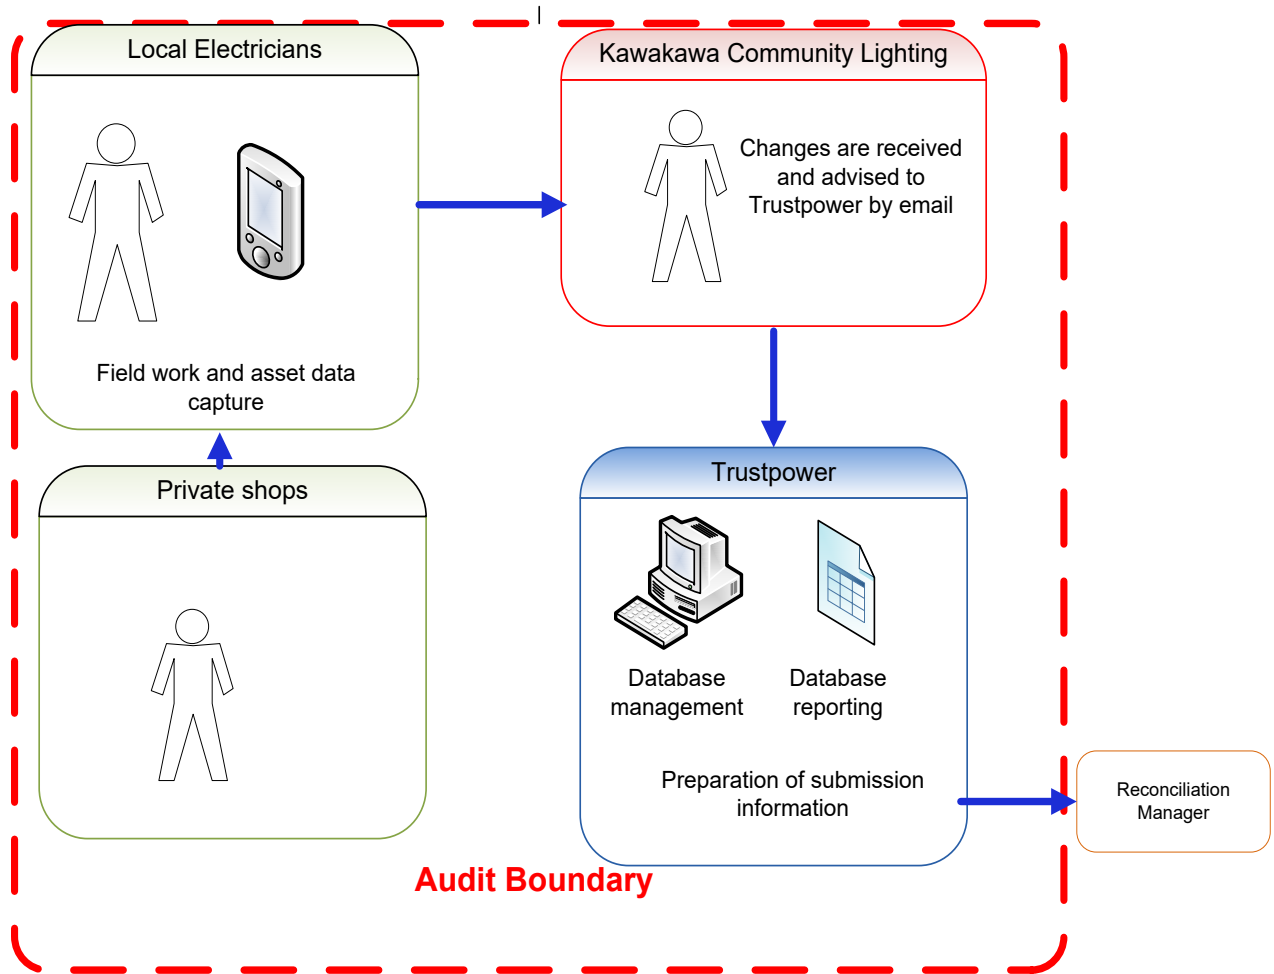 Local Electricians
Field work and asset data
capture
Kawakawa Community Lighting
Changes are received
and advised to
Trustpower by email
Private shops
Trustpower
Database
management
Database
reporting
Preparation of submission
information
Reconciliation
Manager
Audit Boundary